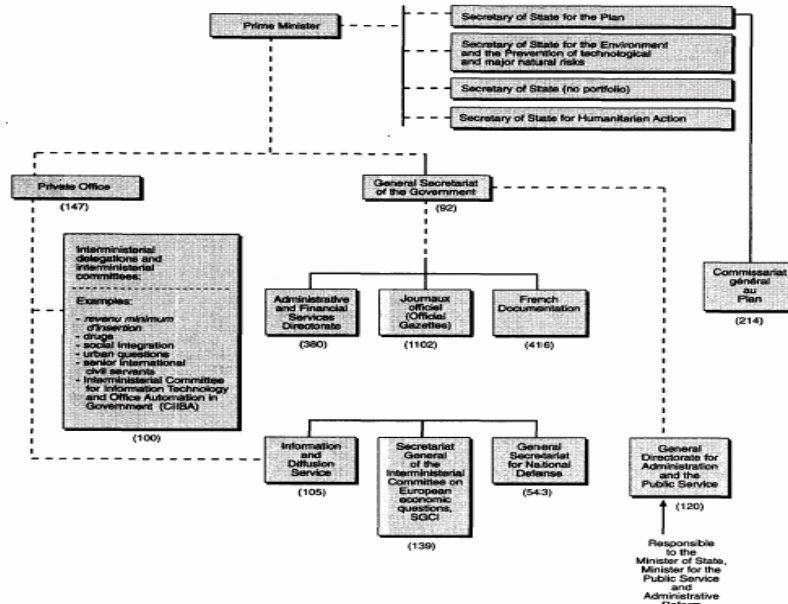 Prime Minister
Secretary of State for the Plan
Secretary of State for the Environment
and the Prevention of technological
and major natural risks
Secretary of State (no portfolio)
Secretary of State for Humanitarian Action
Private Office
(147)
General Secretariat
of the Government
(92)
Interministerial
delegations and
interministerial
committees:
Examples:
- revenu minimum
d'insertion
- drugs
- social integration
- urban questions
- senior international
civil servants
- Interministerial Committee
for Information Technology
and Office Automation in
Government (CIIBA)
(100)
Commissariat
général
au
Plan
(214)
Administrative
and Financial
Services
Directorate
(380)
Journaux
officiel
(Official
Gazettes)
(1102)
French
Documentation
(416)
Information
and
Diffusion
Service
(105)
Secretariat
General
of the
Interministerial
Committee on
European
economic
questions,
SGCI
(139)
General
Secretariat
for National
Defense
(543)
General
Directorate for
Administration
and the
Public Service
(120)
Responsible
to the
Minister of State,
Minister for the
Public Service
and
Administrative
Reform